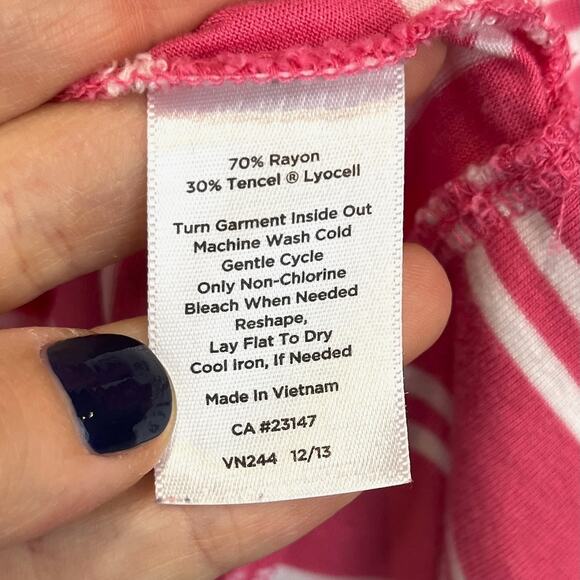 70% Rayon
30% Tencel ® Lyocell
Turn Garment Inside Out
Machine Wash Cold
Gentle Cycle
Only Non-Chlorine
Bleach When Needed
Reshape,
Lay Flat To Dry
Cool Iron, If Needed
Made In Vietnam
CA #23147
VN244 12/13